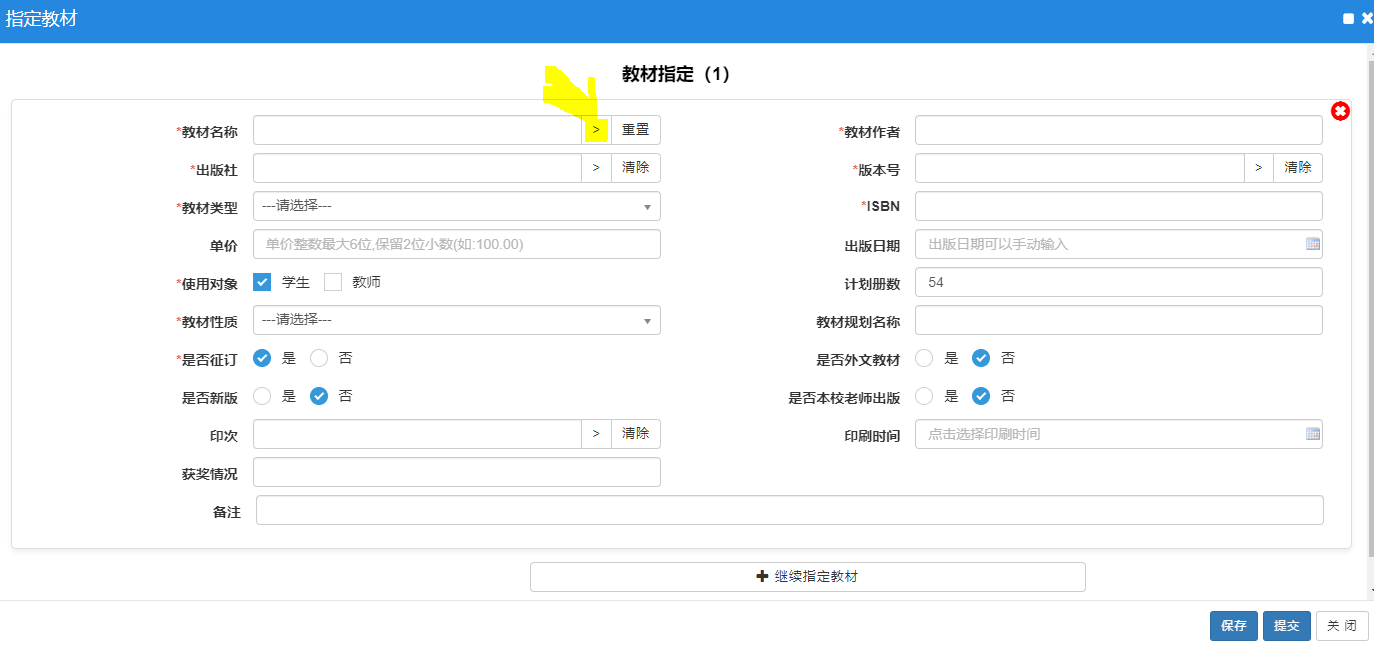 指定教材
教材指定（1）
*教材名称 > 重置 *教材作者
*出版社 > 清除 *版本号 > 清除
*教材类型 ---请选择--- *ISBN
单价 单价整数最大6位,保留2位小数(如:100.00) 出版日期 出版日期可以手动输入
*使用对象 学生 教师 计划册数 54
*教材性质 ---请选择--- 教材规划名称
*是否征订 是 否 是否外文教材 是 否
是否新版 是 否 是否本校老师出版 是 否
印次 > 清除 印刷时间 点击选择印刷时间
获奖情况
备注
继续指定教材
保存 提交 关 闭